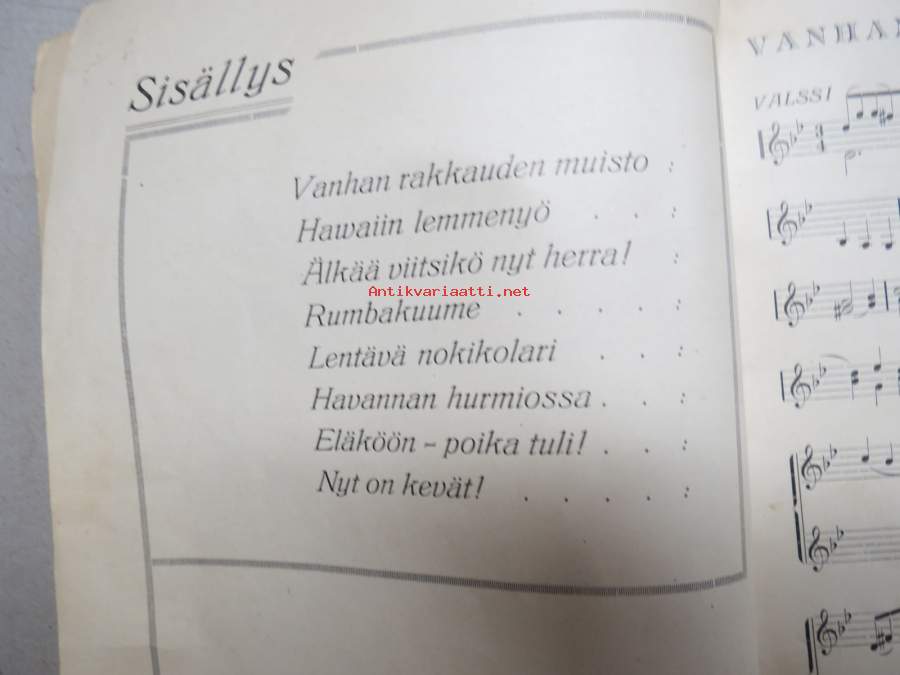 Sisällys
Vanhan rakkauden muisto :
Hawaiin lemmenyö . . :
Älkää viitsikö nyt herra! :
Antikvariaatti.net
Rumbakuume . . . . :
Lentävä nokikolari . . :
Havannan hurmiossa . . :
Eläköön - poika tuli! . . :
Nyt on kevät! . . . . :
VANHAN
VALSSI